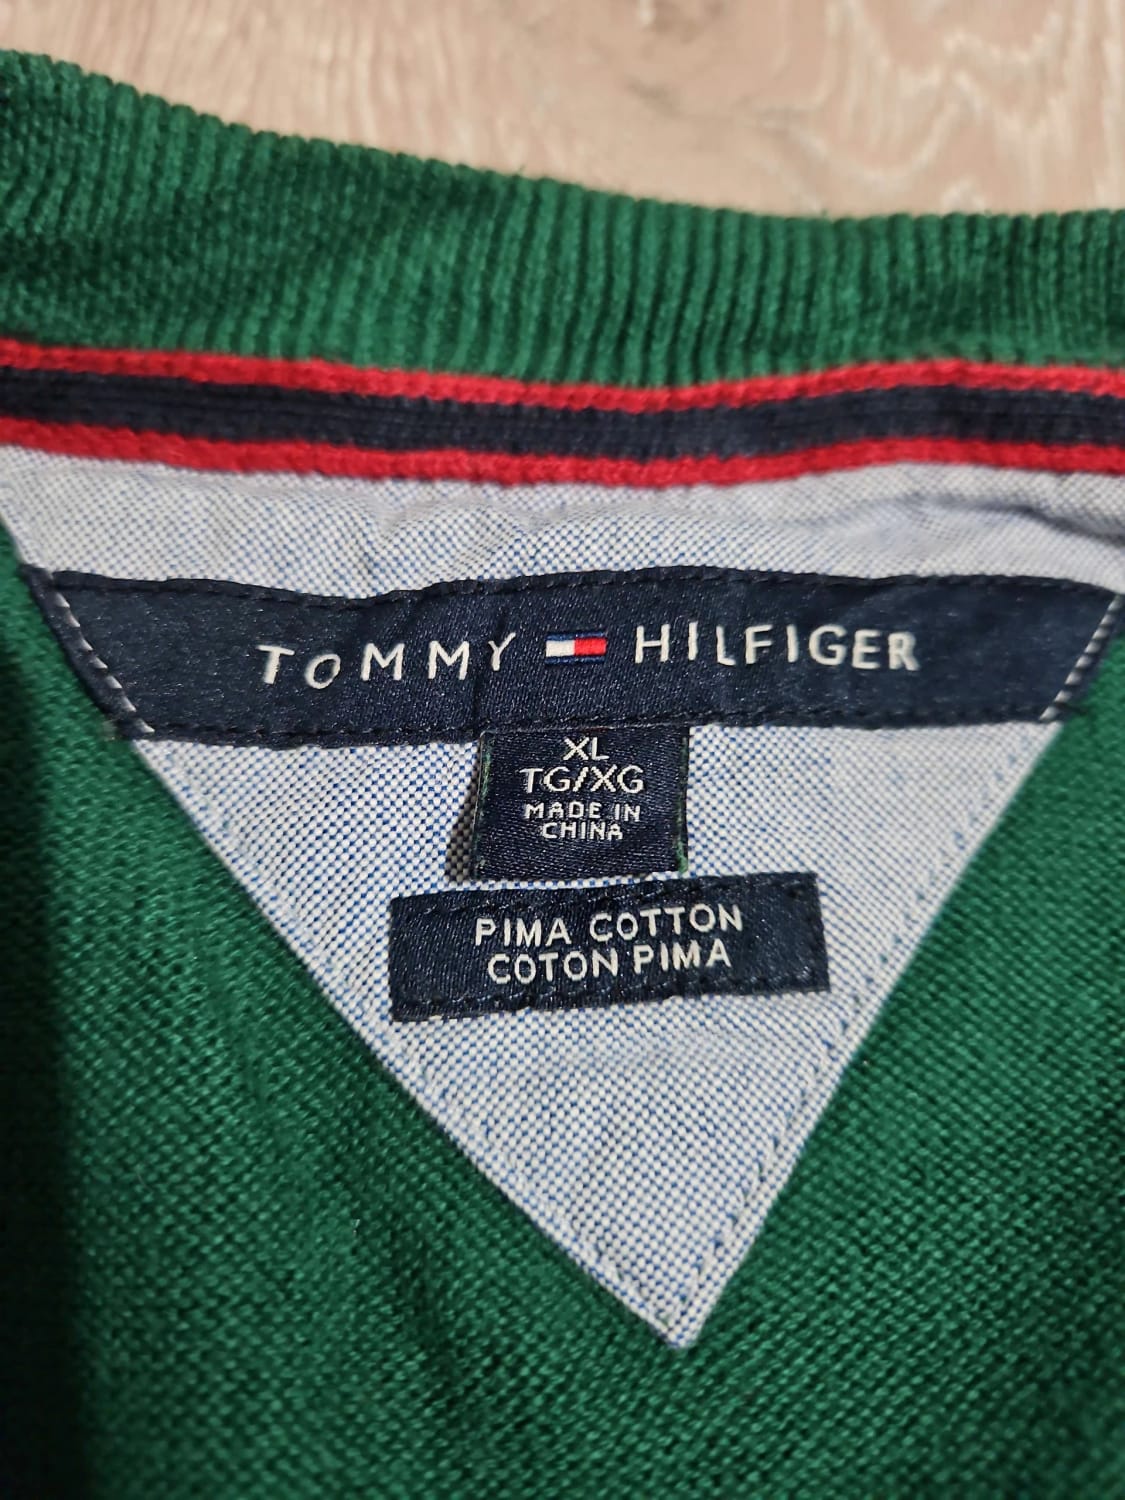 TOMMY HILFIGER
XL
TG/XG
MADE IN
CHINA
PIMA COTTON
COTON PIMA